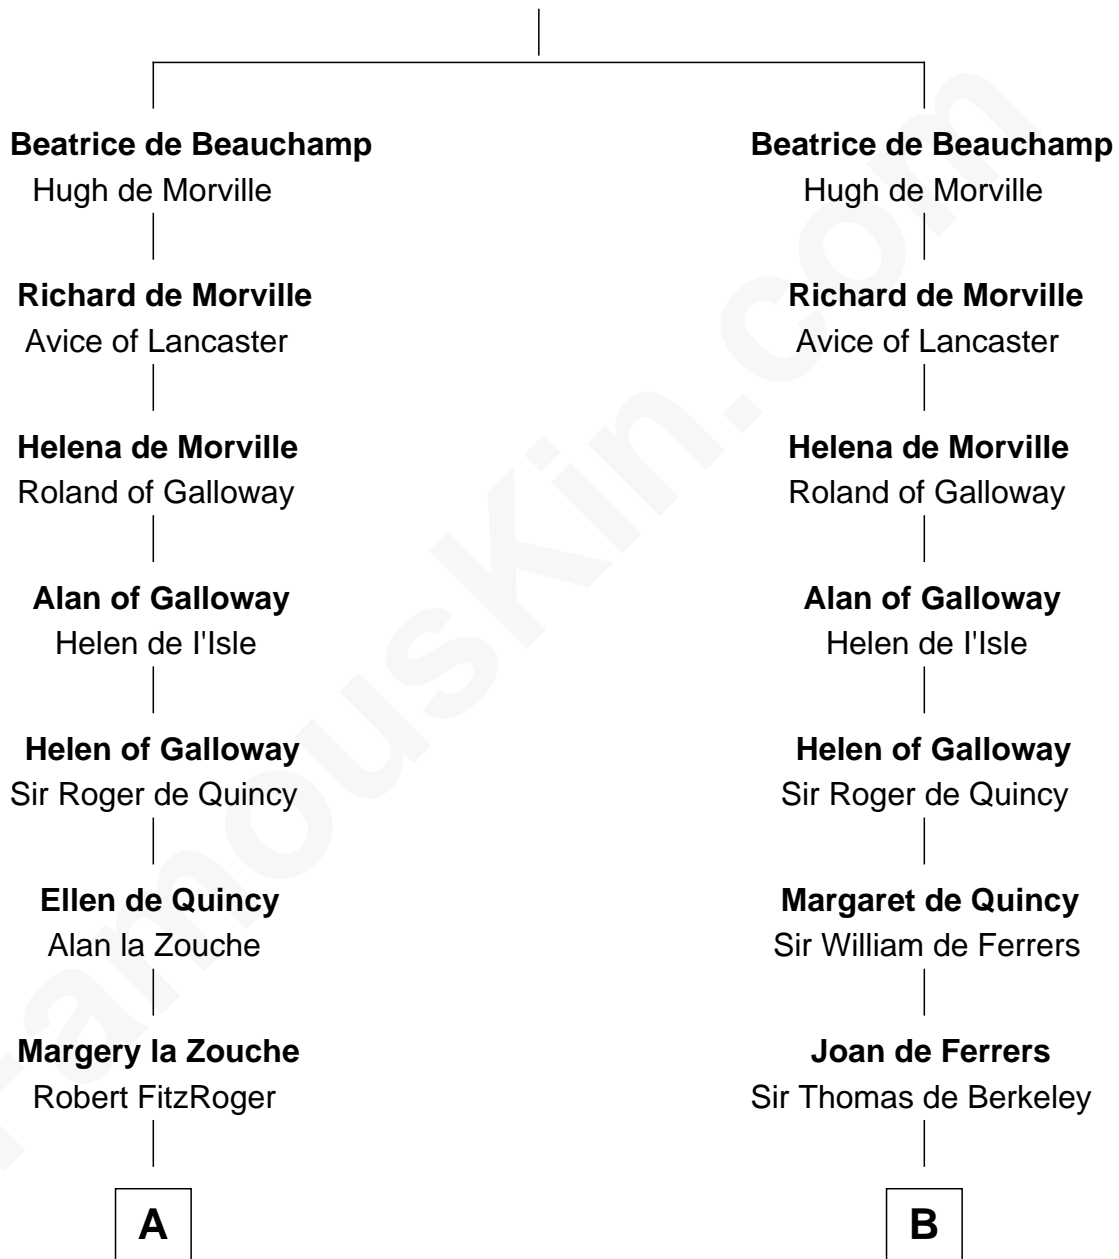 Beatrice de Beauchamp Beatrice de Beauchamp
Hugh de Morville Hugh de Morville
Richard de Morville Richard de Morville
Avice of Lancaster Avice of Lancaster
Helena de Morville Helena de Morville
Roland of Galloway Roland of Galloway
Alan of Galloway Alan of Galloway
Helen de l'Isle Helen de l'Isle
Helen of Galloway Helen of Galloway
Sir Roger de Quincy Sir Roger de Quincy
Ellen de Quincy Margaret de Quincy
Alan la Zouche Sir William de Ferrers
Margery la Zouche Joan de Ferrers
Robert FitzRoger Sir Thomas de Berkeley
A B
FamousKin.com